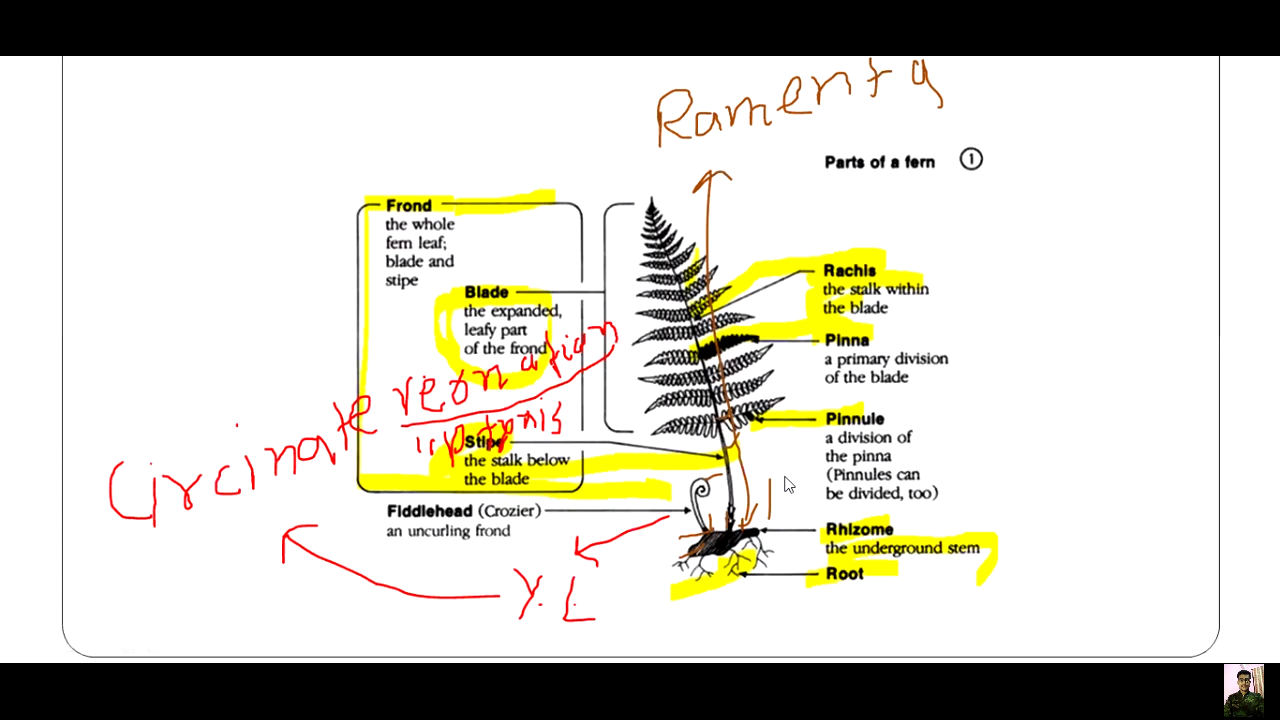 Ramenta
Parts of a fern 1
Frond
the whole
fern leaf;
blade and
stipe
Blade
the expanded,
leafy part
of the frond
Rachis
the stalk within
the blade
Pinna
a primary division
of the blade
Circinate
Stipe
the stalk below
the blade
Pinnule
a division of
the pinna
(Pinnules can
be divided, too)
Fiddlehead (Crozier)
an uncurling frond
Rhizome
the underground stem
Root
Y.L